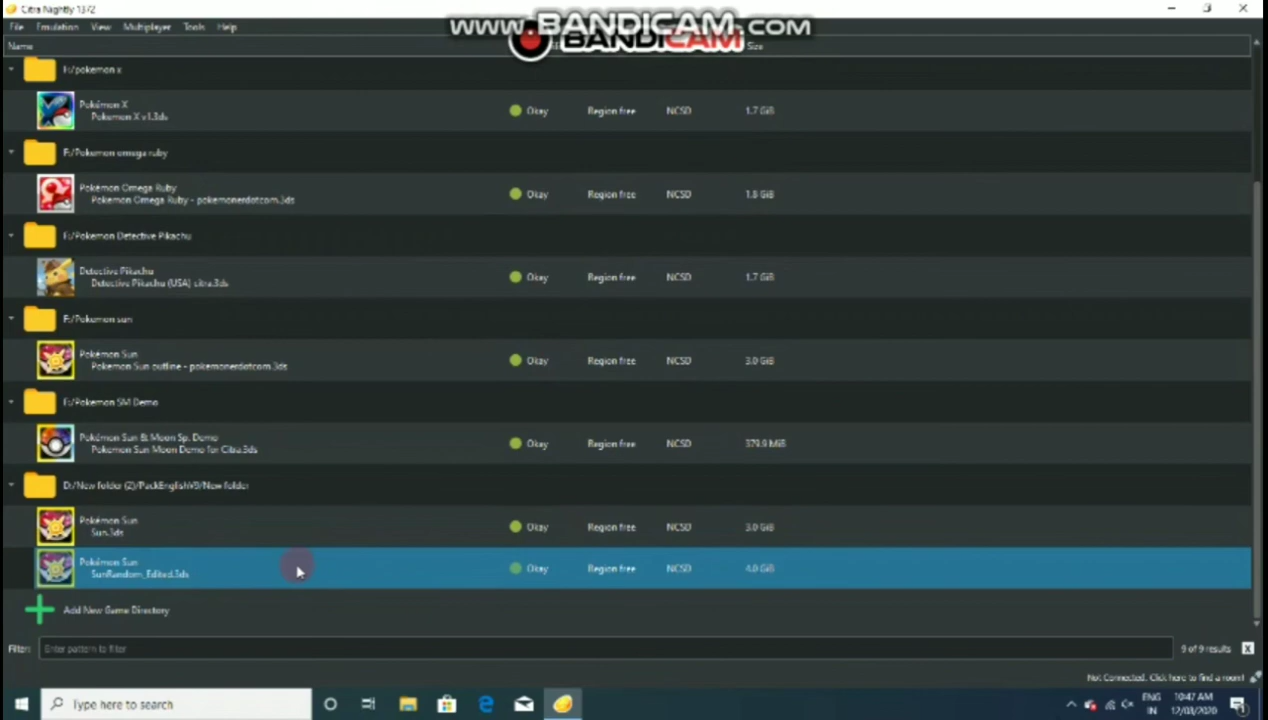 Citra Nightly 1372
File Emulation View Multiplayer Tools Help
www.BANDICAM.COM
BANDICAM
Name Size
F:/pokemon x
Pokémon X Okay Region free NCSD 1.7 GiB
Pokemon X v1.3ds
F:/Pokemon omega ruby
Pokémon Omega Ruby Okay Region free NCSD 1.8 GiB
Pokemon Omega Ruby - pokemonerdotcom.3ds
F:/Pokemon Detective Pikachu
Detective Pikachu Okay Region free NCSD 1.7 GiB
Detective Pikachu (USA) citra.3ds
F:/Pokemon sun
Pokémon Sun Okay Region free NCSD 3.0 GiB
Pokemon Sun outline - pokemonerdotcom.3ds
F:/Pokemon SM Demo
Pokémon Sun & Moon Sp. Demo Okay Region free NCSD 379.9 MiB
Pokemon Sun Moon Demo for Citra.3ds
D:/New folder (2)/PackEnglishV9/New folder
Pokémon Sun Okay Region free NCSD 3.0 GiB
Sun.3ds
Pokémon Sun Okay Region free NCSD 4.0 GiB
SunRandom_Edited.3ds
Add New Game Directory
Filter: Enter pattern to filter 9 of 9 results X
Not Connected. Click here to find a room!
Type here to search ENG 10:47 AM
IN 12/08/2020